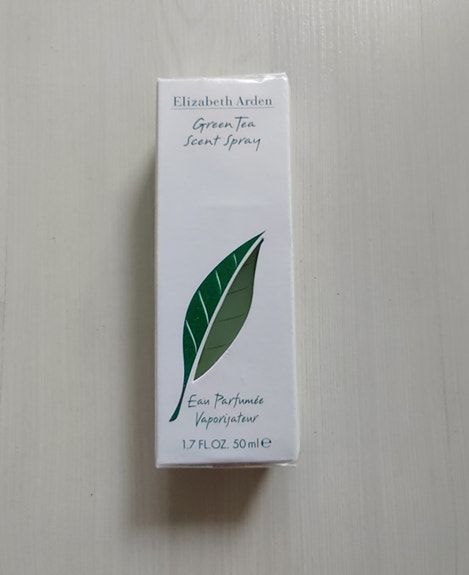 Elizabeth Arden
Green Tea
Scent Spray
Eau Parfumée
Vaporisateur
1.7 FL.OZ. 50 ml ℮